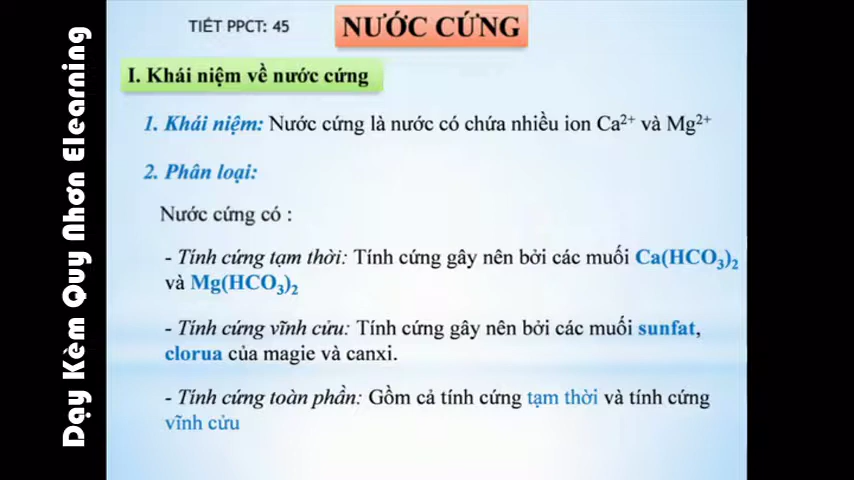 Dạy Kèm Quy Nhơn Elearning
TIẾT PPCT: 45
NƯỚC CỨNG
I. Khái niệm về nước cứng
1. Khái niệm: Nước cứng là nước có chứa nhiều ion Ca²⁺ và Mg²⁺
2. Phân loại:
Nước cứng có :
- Tính cứng tạm thời: Tính cứng gây nên bởi các muối Ca(HCO₃)₂
và Mg(HCO₃)₂
- Tính cứng vĩnh cửu: Tính cứng gây nên bởi các muối sunfat,
clorua của magie và canxi.
- Tính cứng toàn phần: Gồm cả tính cứng tạm thời và tính cứng
vĩnh cửu